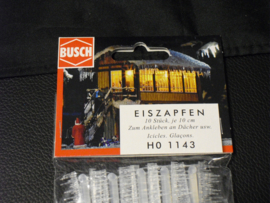 BUSCH
EISZAPFEN
10 Stück, je 10 cm
Zum Ankleben an Dächer usw.
Icicles. Glaçons.
H0 1143